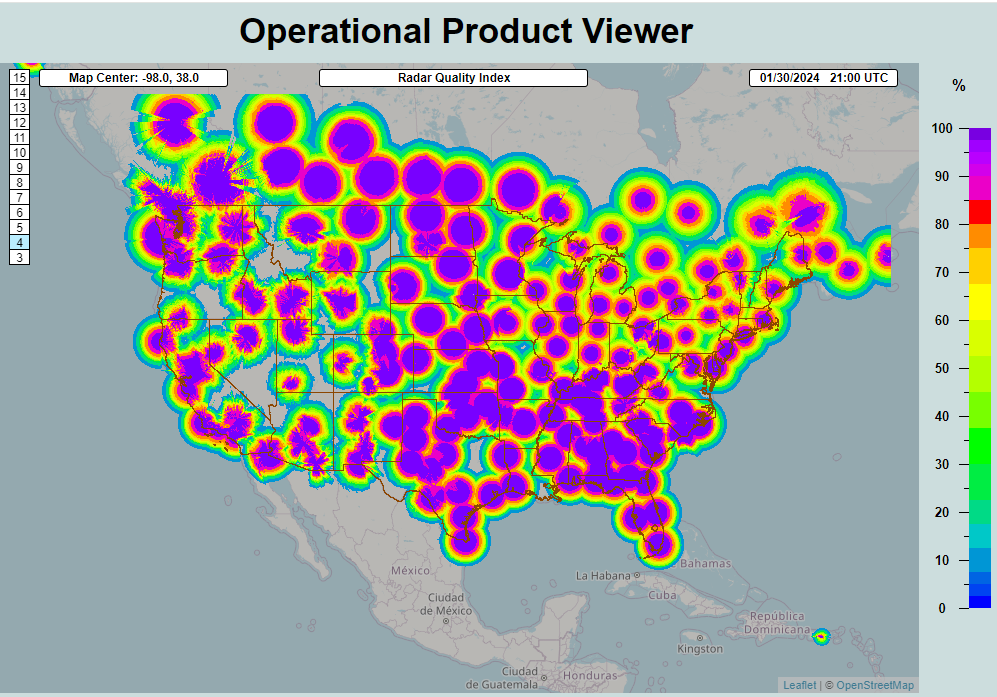 Operational Product Viewer
Map Center: -98.0, 38.0
Radar Quality Index
01/30/2024 21:00 UTC
15
14
13
12
11
10
9
8
7
6
5
4
3
%
100
90
80
70
60
50
40
30
20
10
0
México
Ciudad
de México
La Habana
Bahamas
Cuba
República
Dominicana
Kingston
Ciudad
de Guatemala
Honduras
Leaflet | © OpenStreetMap